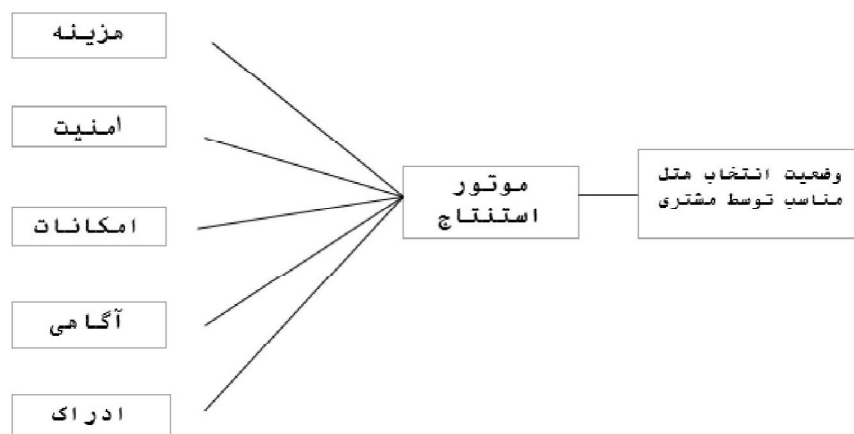 هزینه
امنیت
امکانات
آگاهی
ادراک
موتور
استنتاج
وضعیت انتخاب هتل
مناسب توسط مشتری